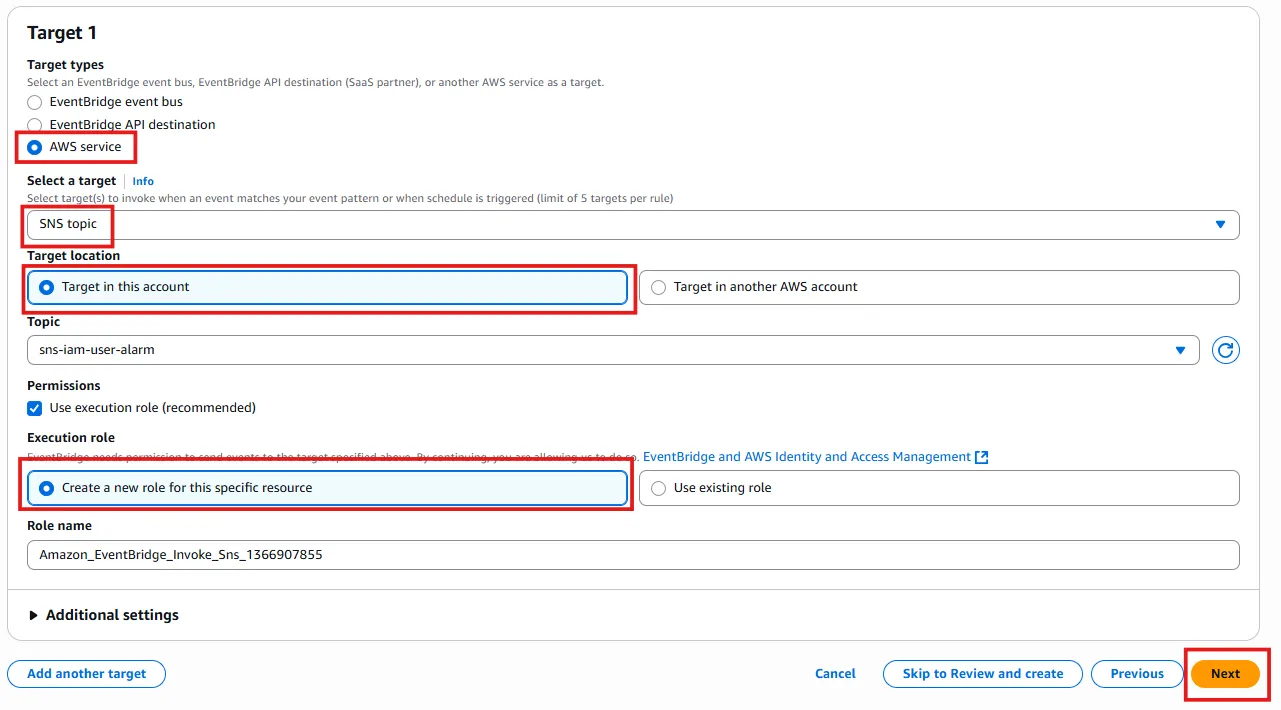 Target 1
Target types
Select an EventBridge event bus, EventBridge API destination (SaaS partner), or another AWS service as a target.
EventBridge event bus
EventBridge API destination
AWS service
Select a target Info
Select target(s) to invoke when an event matches your event pattern or when schedule is triggered (limit of 5 targets per rule)
SNS topic
Target location
Target in this account Target in another AWS account
Topic
sns-iam-user-alarm
Permissions
Use execution role (recommended)
Execution role
EventBridge needs permission to send events to the target specified above. By continuing, you are allowing us to do so. EventBridge and AWS Identity and Access Management
Create a new role for this specific resource Use existing role
Role name
Amazon_EventBridge_Invoke_Sns_1366907855
Additional settings
Add another target Cancel Skip to Review and create Previous Next